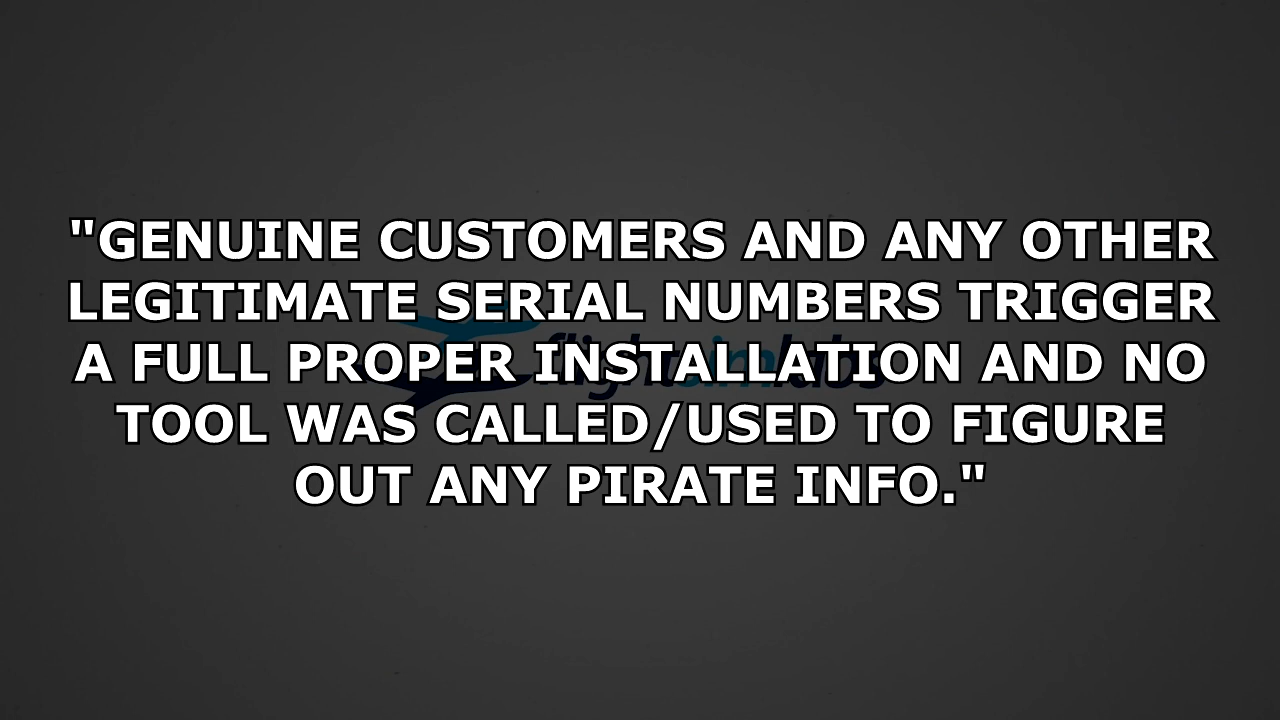 "GENUINE CUSTOMERS AND ANY OTHER
LEGITIMATE SERIAL NUMBERS TRIGGER
A FULL PROPER INSTALLATION AND NO
TOOL WAS CALLED/USED TO FIGURE
OUT ANY PIRATE INFO."
flightsimlabs